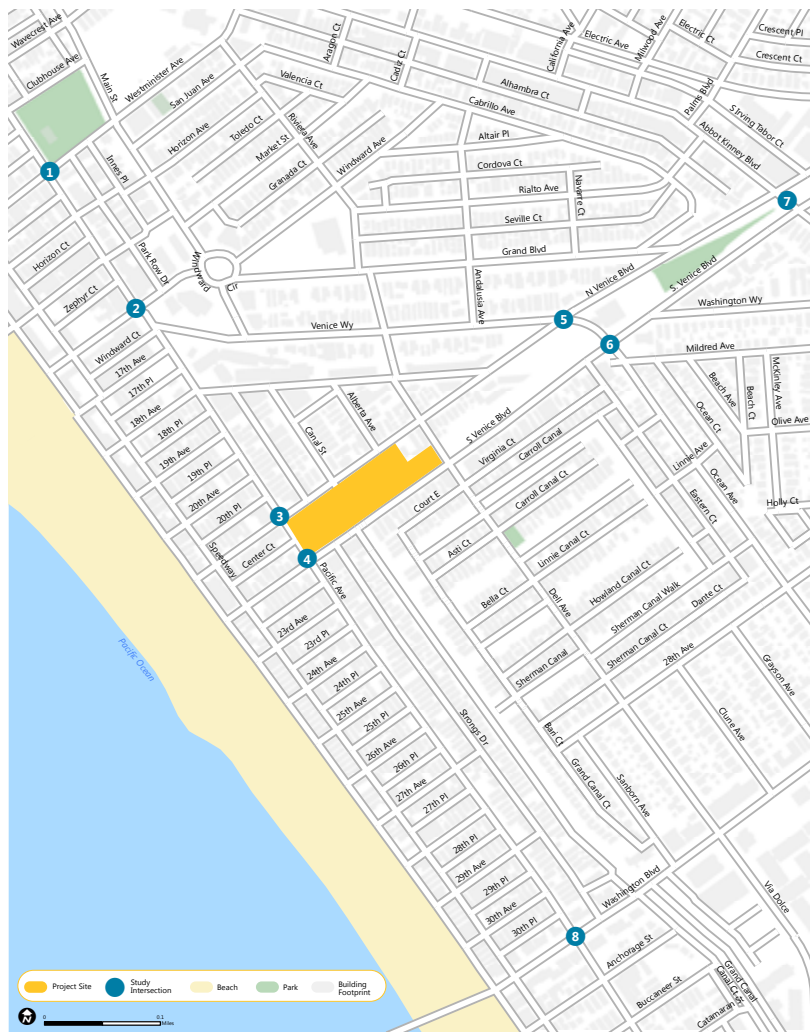 Wavecrest Ave
Clubhouse Ave
Main St
Westminister Ave
San Juan Ave
Aragon Ct
Cadiz Ct
Valencia Ct
California Ave
Electric Ave
Milwood Ave
Electric Ct
Crescent Pl
Crescent Ct
Palms Blvd
Alhambra Ct
Cabrillo Ave
S Irving Tabor Ct
Abbot Kinney Blvd
Horizon Ave
Toledo Ct
Riviera Ave
Market St
Granada Ct
Windward Ave
Altair Pl
Cordova Ct
Rialto Ave
Navarre Ct
Seville Ct
Grand Blvd
1
Innes Pl
7
Horizon Ct
Park Row Dr
Windward
Cir
Zephyr Ct
2
Andalusia Ave
N Venice Blvd
S. Venice Blvd
Washington Wy
Venice Wy
5
6
Mildred Ave
Windward Ct
17th Ave
17th Pl
18th Ave
18th Pl
19th Ave
19th Pl
20th Ave
20th Pl
Alberta Ave
Canal St
S Venice Blvd
Virginia Ct
Carroll Canal
Carroll Canal Ct
Beach Ave
Beach Ct
McKinley Ave
Ocean Ct
Olive Ave
Linnie Ave
Ocean Ave
Eastern Ct
Holly Ct
3
Center Ct
Speedway
4
Pacific Ave
Court E
Asti Ct
Linnie Canal Ct
Bella Ct
Dell Ave
Howland Canal Ct
Sherman Canal Walk
Dante Ct
Sherman Canal Ct
Sherman Canal
28th Ave
Grayson Ave
Clune Ave
Pacific Ocean
23rd Ave
23rd Pl
24th Ave
24th Pl
25th Ave
25th Pl
26th Ave
26th Pl
27th Ave
27th Pl
28th Pl
29th Ave
29th Pl
30th Ave
30th Pl
Strongs Dr
Bari Ct
Grand Canal Ct
Sanborn Ave
Washington Blvd
Via Dolce
8
Anchorage St
Buccaneer St
Grand Canal
Canal Ct
Catamaran
Project Site
Study
Intersection
Beach
Park
Building
Footprint
N
0
0.1
Miles